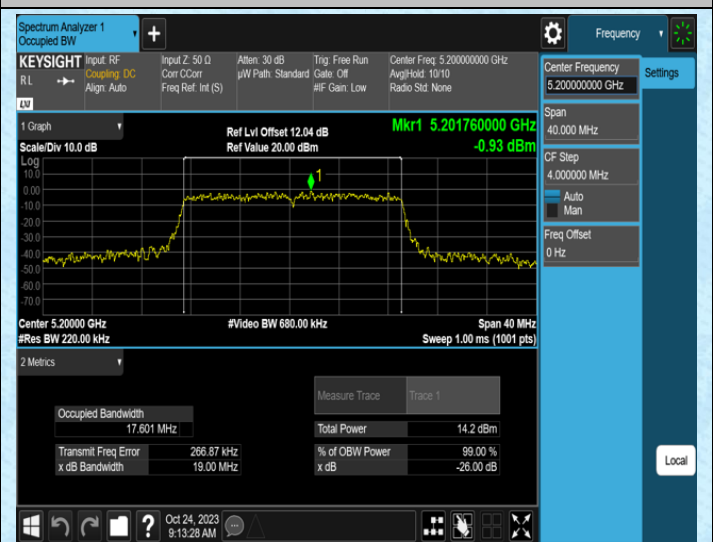 Spectrum Analyzer 1
Occupied BW
+
Frequency
KEYSIGHT
RL
LXI
Input: RF
Coupling: DC
Align: Auto
Input Z: 50 Ω
Corr CCorr
Freq Ref: Int (S)
Atten: 30 dB
µW Path: Standard
Trig: Free Run
Gate: Off
#IF Gain: Low
Center Freq: 5.200000000 GHz
Avg|Hold: 10/10
Radio Std: None
Center Frequency
5.200000000 GHz
Settings
Span
40.000 MHz
CF Step
4.000000 MHz
Auto
Man
Freq Offset
0 Hz
1 Graph
Scale/Div 10.0 dB
Ref Lvl Offset 12.04 dB
Ref Value 20.00 dBm
Mkr1 5.201760000 GHz
-0.93 dBm
Log
10.0
0.00
-10.0
-20.0
-30.0
-40.0
-50.0
-60.0
-70.0
1
Center 5.20000 GHz
#Res BW 220.00 kHz
#Video BW 680.00 kHz
Span 40 MHz
Sweep 1.00 ms (1001 pts)
2 Metrics
Measure Trace
Trace 1
Occupied Bandwidth
17.601 MHz
Total Power
14.2 dBm
Transmit Freq Error
266.87 kHz
% of OBW Power
99.00 %
x dB Bandwidth
19.00 MHz
x dB
-26.00 dB
Local
?
Oct 24, 2023
9:13:28 AM